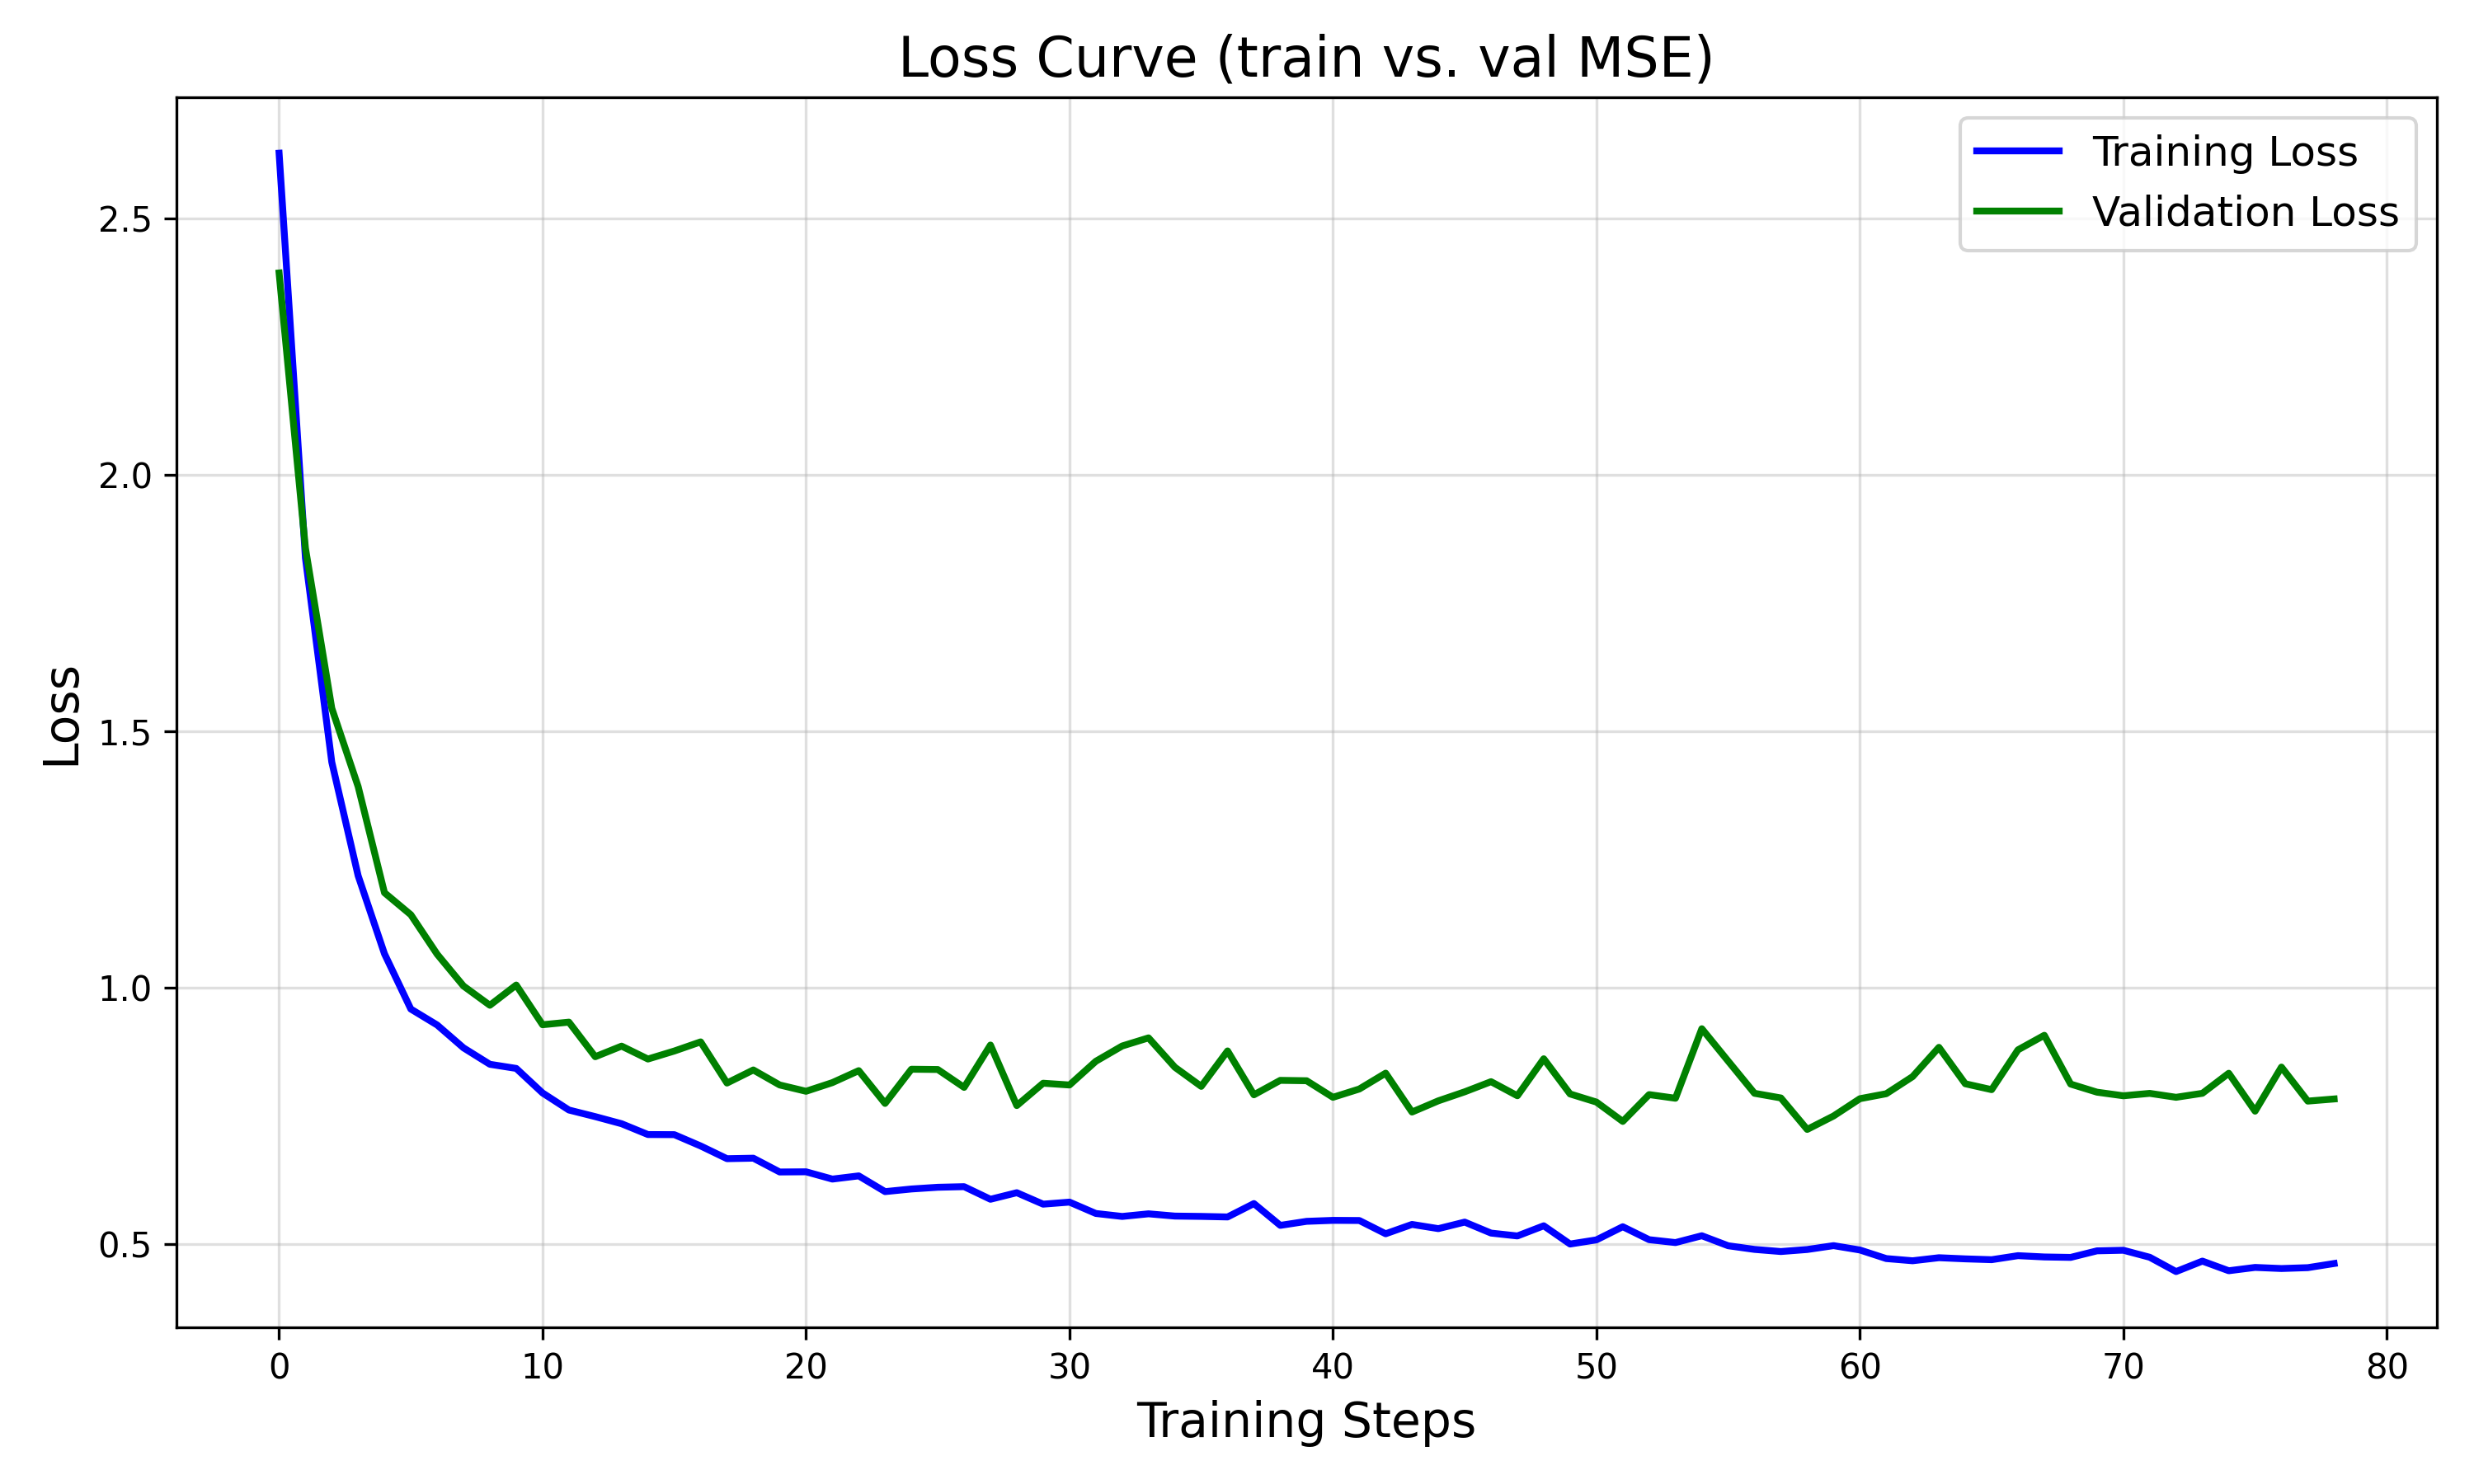 Loss Curve (train vs. val MSE)
Training Loss
Validation Loss
2.5
2.0
1.5
1.0
0.5
Loss
0 10 20 30 40 50 60 70 80
Training Steps